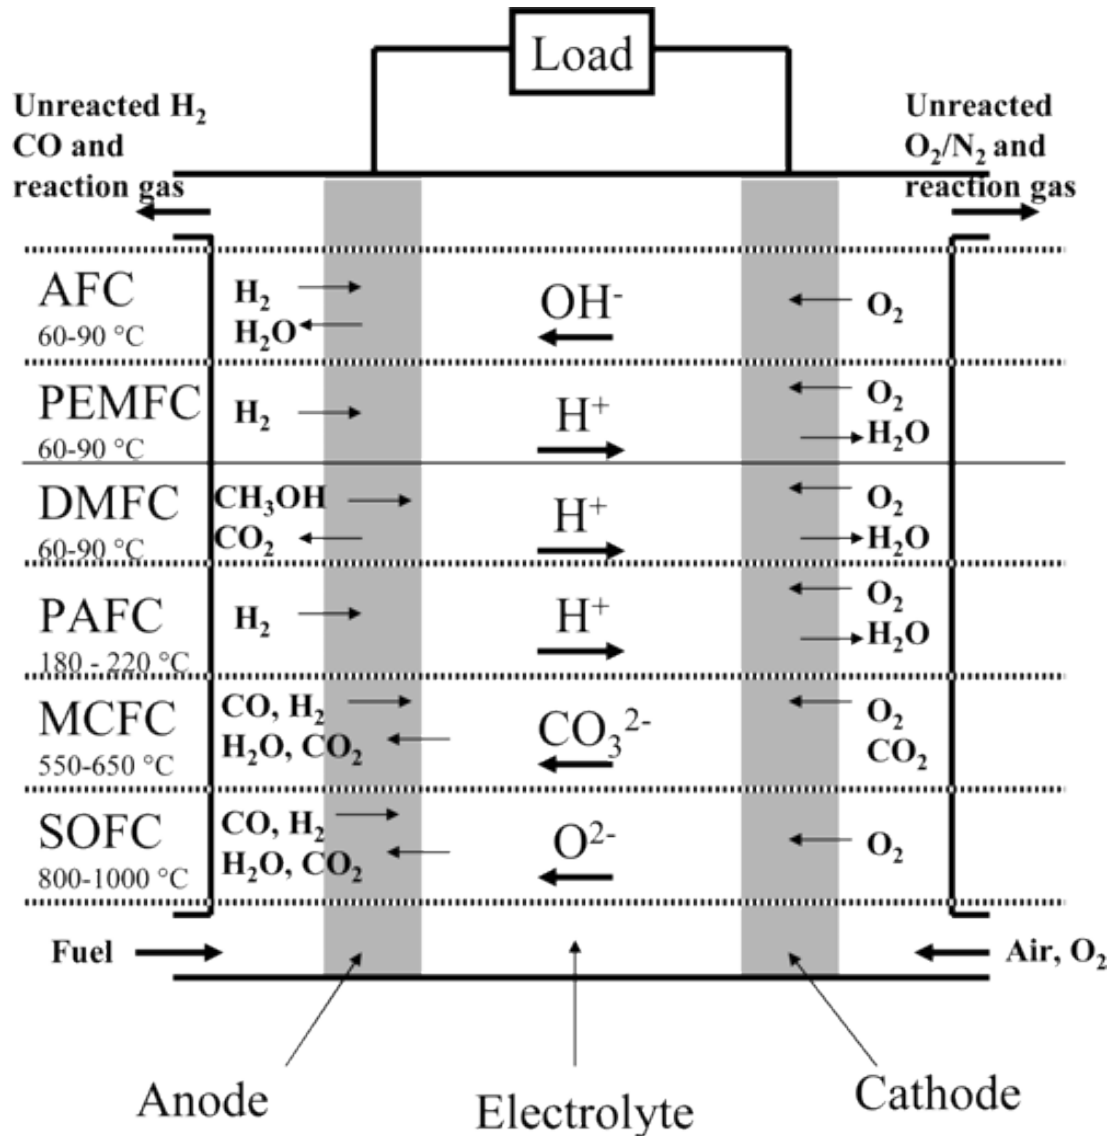 Load
Unreacted H₂
CO and
reaction gas
Unreacted
O₂/N₂ and
reaction gas
AFC
60-90 °C
H₂
H₂O
OH⁻
O₂
PEMFC
60-90 °C
H₂
H⁺
O₂
H₂O
DMFC
60-90 °C
CH₃OH
CO₂
H⁺
O₂
H₂O
PAFC
180 - 220 °C
H₂
H⁺
O₂
H₂O
MCFC
550-650 °C
CO, H₂
H₂O, CO₂
CO₃²⁻
O₂
CO₂
SOFC
800-1000 °C
CO, H₂
H₂O, CO₂
O²⁻
O₂
Fuel
Air, O₂
Anode
Electrolyte
Cathode